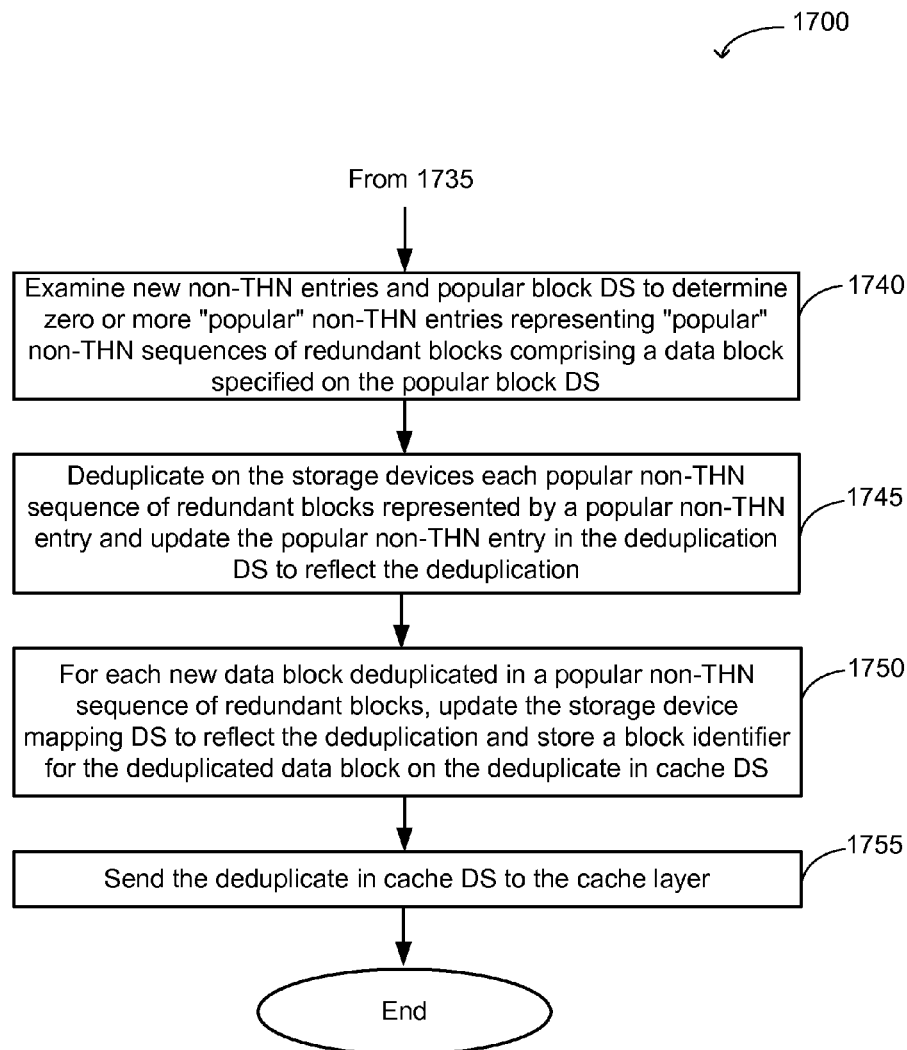 1700
From 1735
Examine new non-THN entries and popular block DS to determine
zero or more "popular" non-THN entries representing "popular"
non-THN sequences of redundant blocks comprising a data block
specified on the popular block DS
1740
Deduplicate on the storage devices each popular non-THN
sequence of redundant blocks represented by a popular non-THN
entry and update the popular non-THN entry in the deduplication
DS to reflect the deduplication
1745
For each new data block deduplicated in a popular non-THN
sequence of redundant blocks, update the storage device
mapping DS to reflect the deduplication and store a block identifier
for the deduplicated data block on the deduplicate in cache DS
1750
Send the deduplicate in cache DS to the cache layer
1755
End